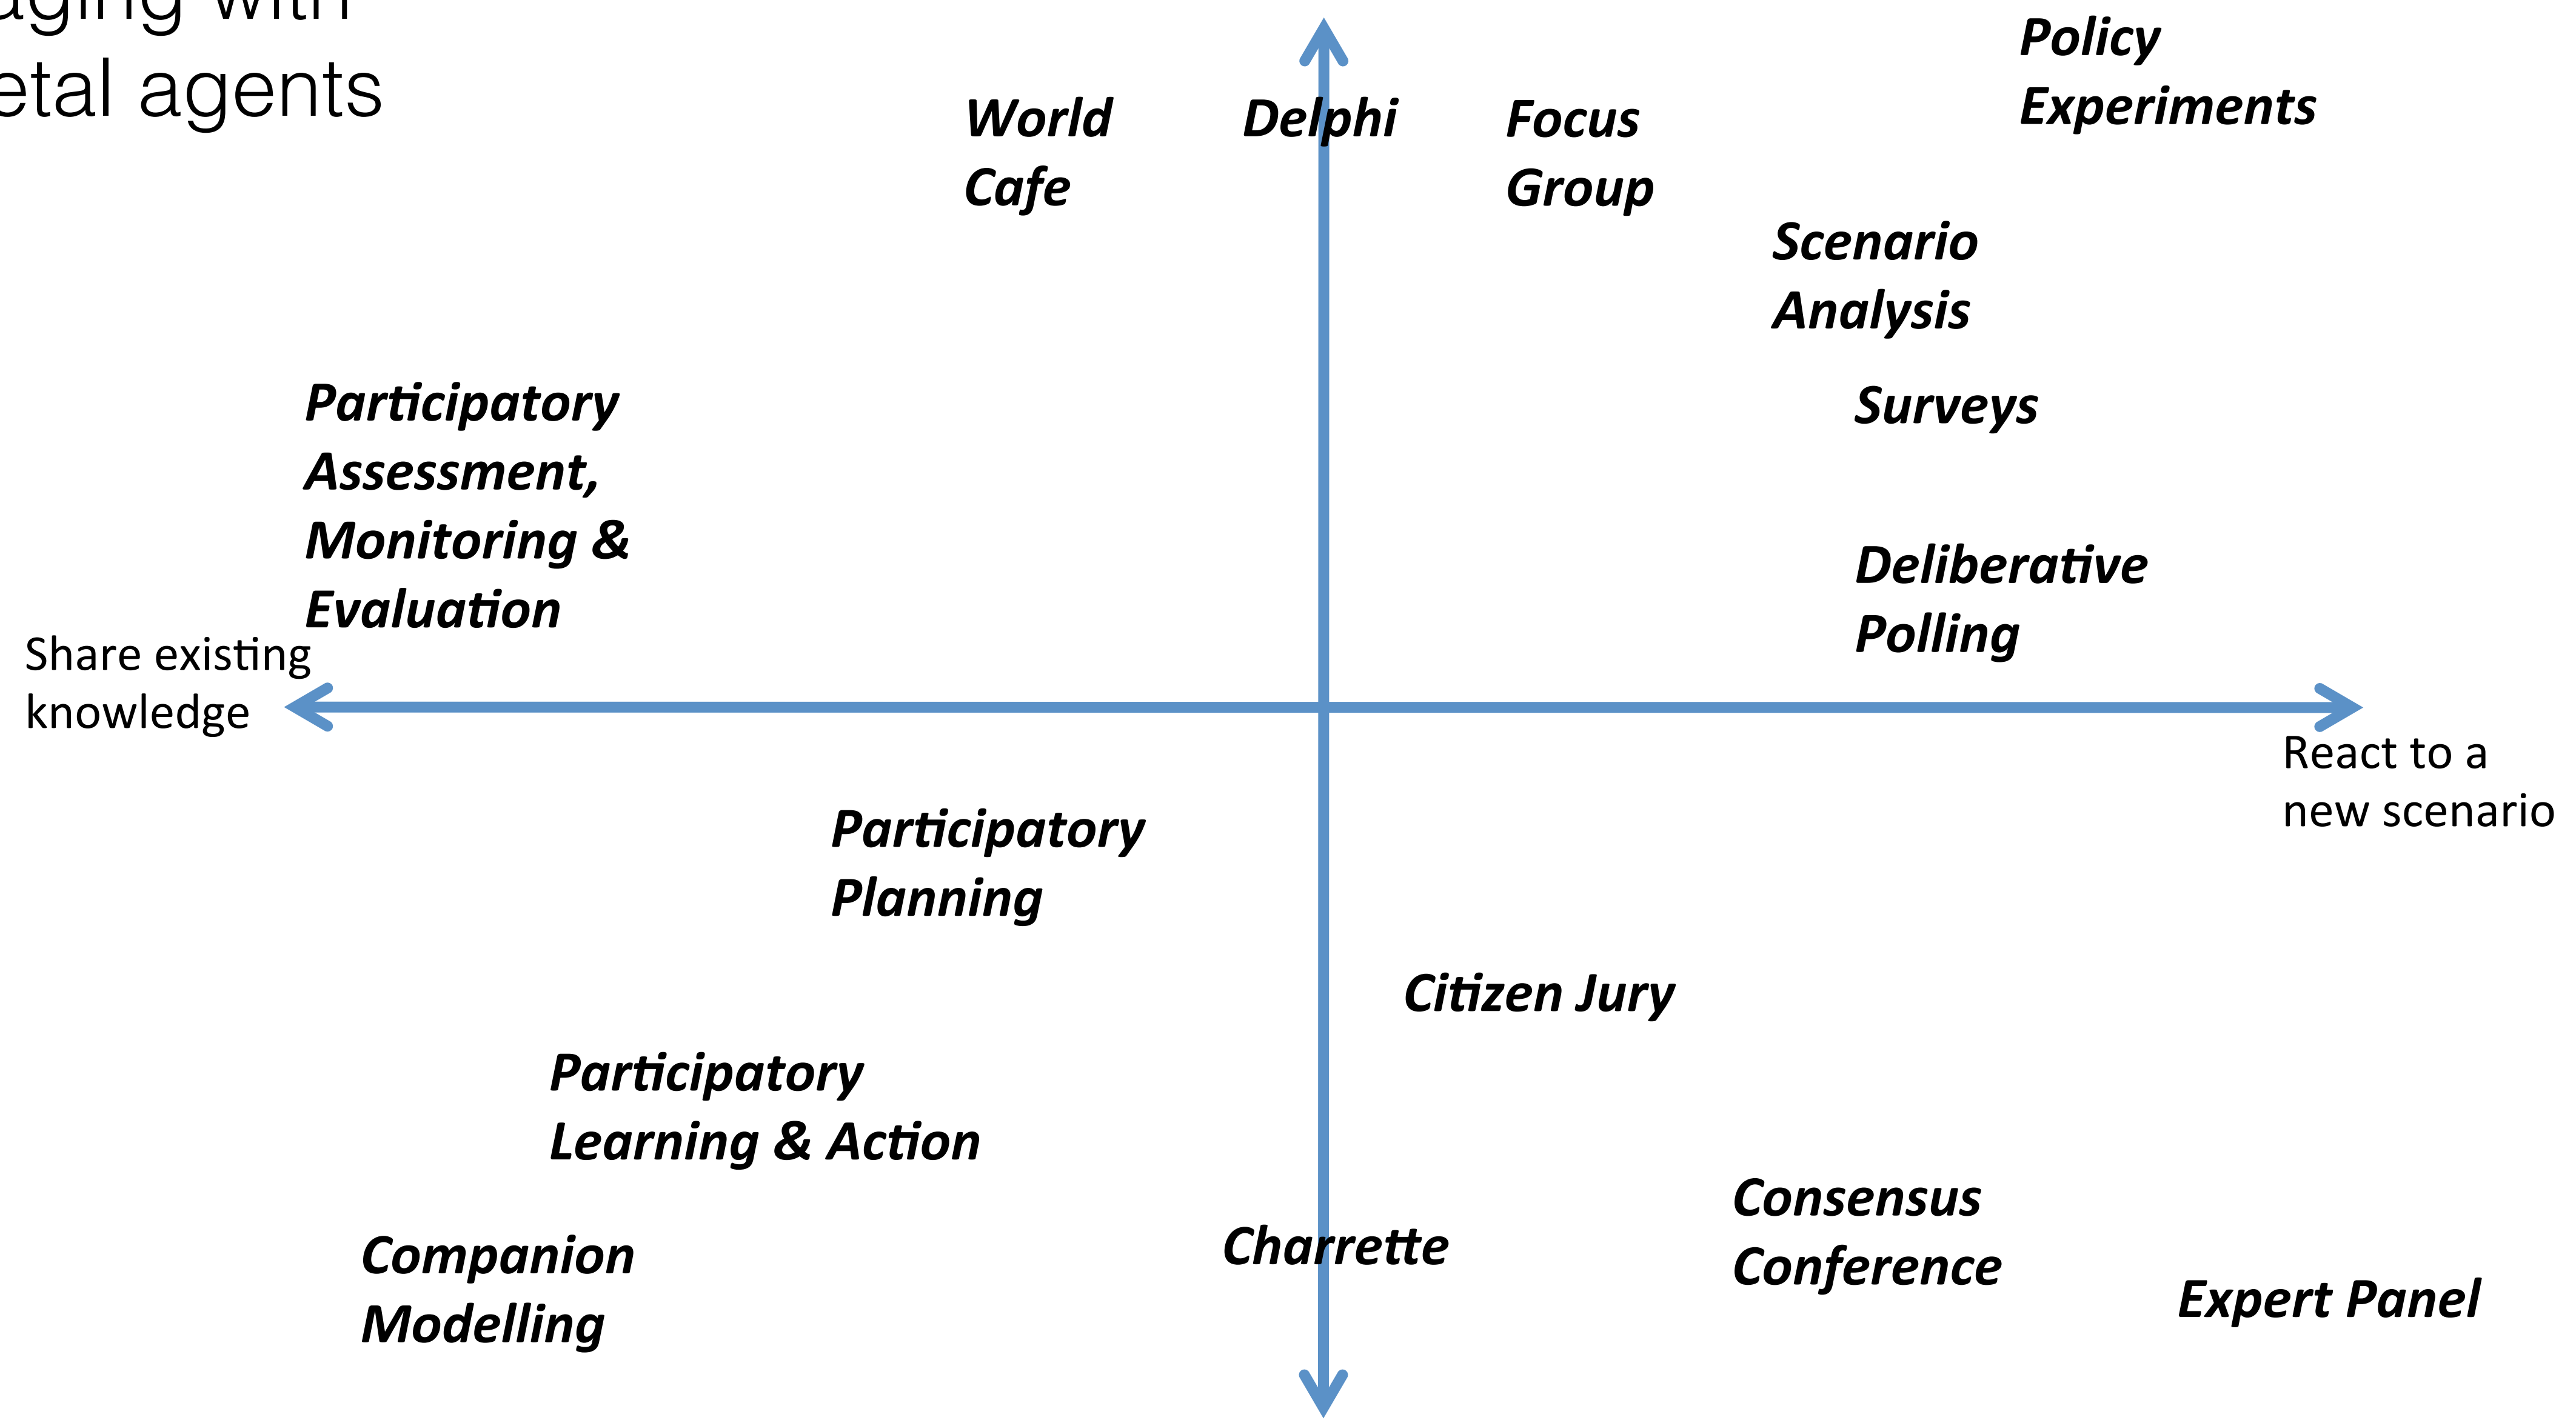 aging with
etal agents
Policy
Experiments
World
Cafe
Delphi
Focus
Group
Scenario
Analysis
Participatory
Assessment,
Monitoring &
Evaluation
Surveys
Deliberative
Polling
Share existing
knowledge
React to a
new scenario
Participatory
Planning
Citizen Jury
Participatory
Learning & Action
Consensus
Conference
Companion
Modelling
Charrette
Expert Panel